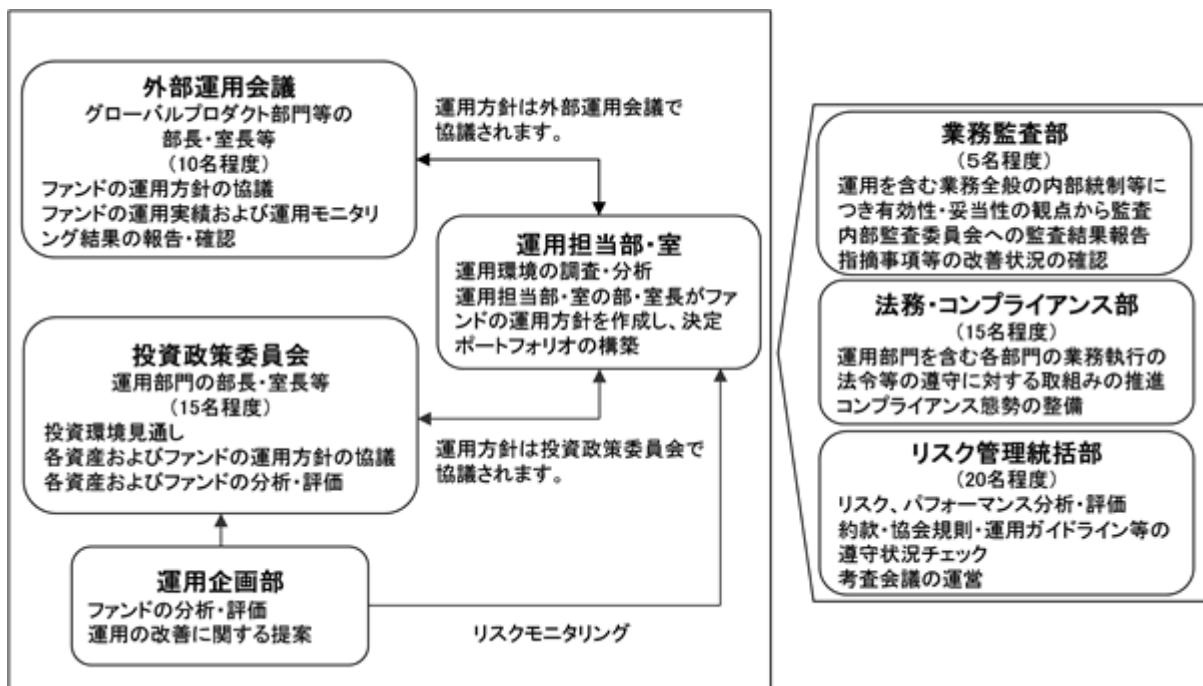 外部運用会議
グローバルプロダクト部門等の
部長・室長等
（10名程度）
ファンドの運用方針の協議
ファンドの運用実績および運用モニタリ
ング結果の報告・確認
運用方針は外部運用会議で
協議されます。
運用担当部・室
運用環境の調査・分析
運用担当部・室の部・室長がファ
ンドの運用方針を作成し、決定
ポートフォリオの構築
投資政策委員会
運用部門の部長・室長等
（15名程度）
投資環境見通し
各資産およびファンドの運用方針の協議
各資産およびファンドの分析・評価
運用方針は投資政策委員会で
協議されます。
運用企画部
ファンドの分析・評価
運用の改善に関する提案
リスクモニタリング
業務監査部
（5名程度）
運用を含む業務全般の内部統制等に
つき有効性・妥当性の観点から監査
内部監査委員会への監査結果報告
指摘事項等の改善状況の確認
法務・コンプライアンス部
（15名程度）
運用部門を含む各部門の業務執行の
法令等の遵守に対する取組みの推進
コンプライアンス態勢の整備
リスク管理統括部
（20名程度）
リスク、パフォーマンス分析・評価
約款・協会規則・運用ガイドライン等の
遵守状況チェック
考査会議の運営